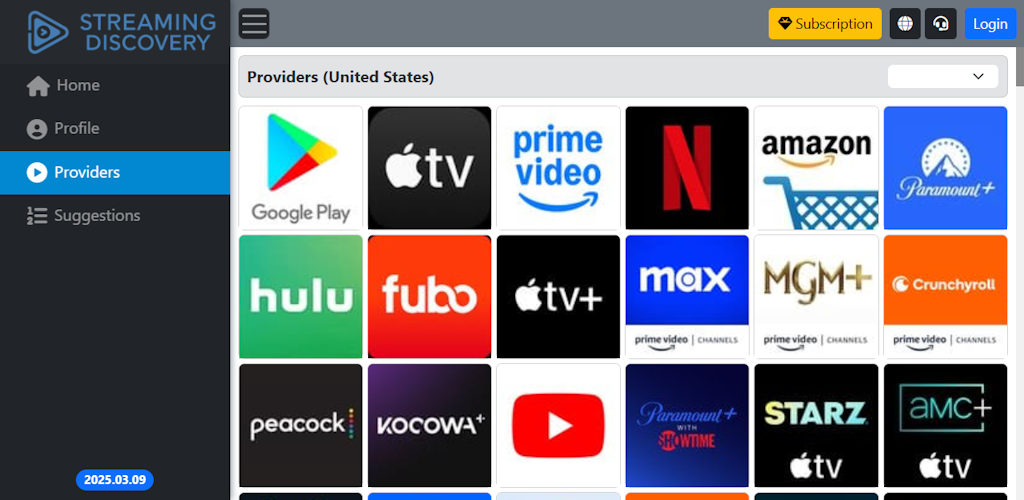 STREAMING
DISCOVERY
Subscription
Login
Home
Profile
Providers
Suggestions
2025.03.09
Providers (United States)
Google Play
tv
prime
video
N
amazon
Paramount+
hulu
fubo
tv+
max
prime video | CHANNELS
MGM+
prime video | CHANNELS
Crunchyroll
prime video | CHANNELS
peacock
KOCOWA+
Paramount+
WITH
SHOWTIME
STARZ
tv
aMC+
tv